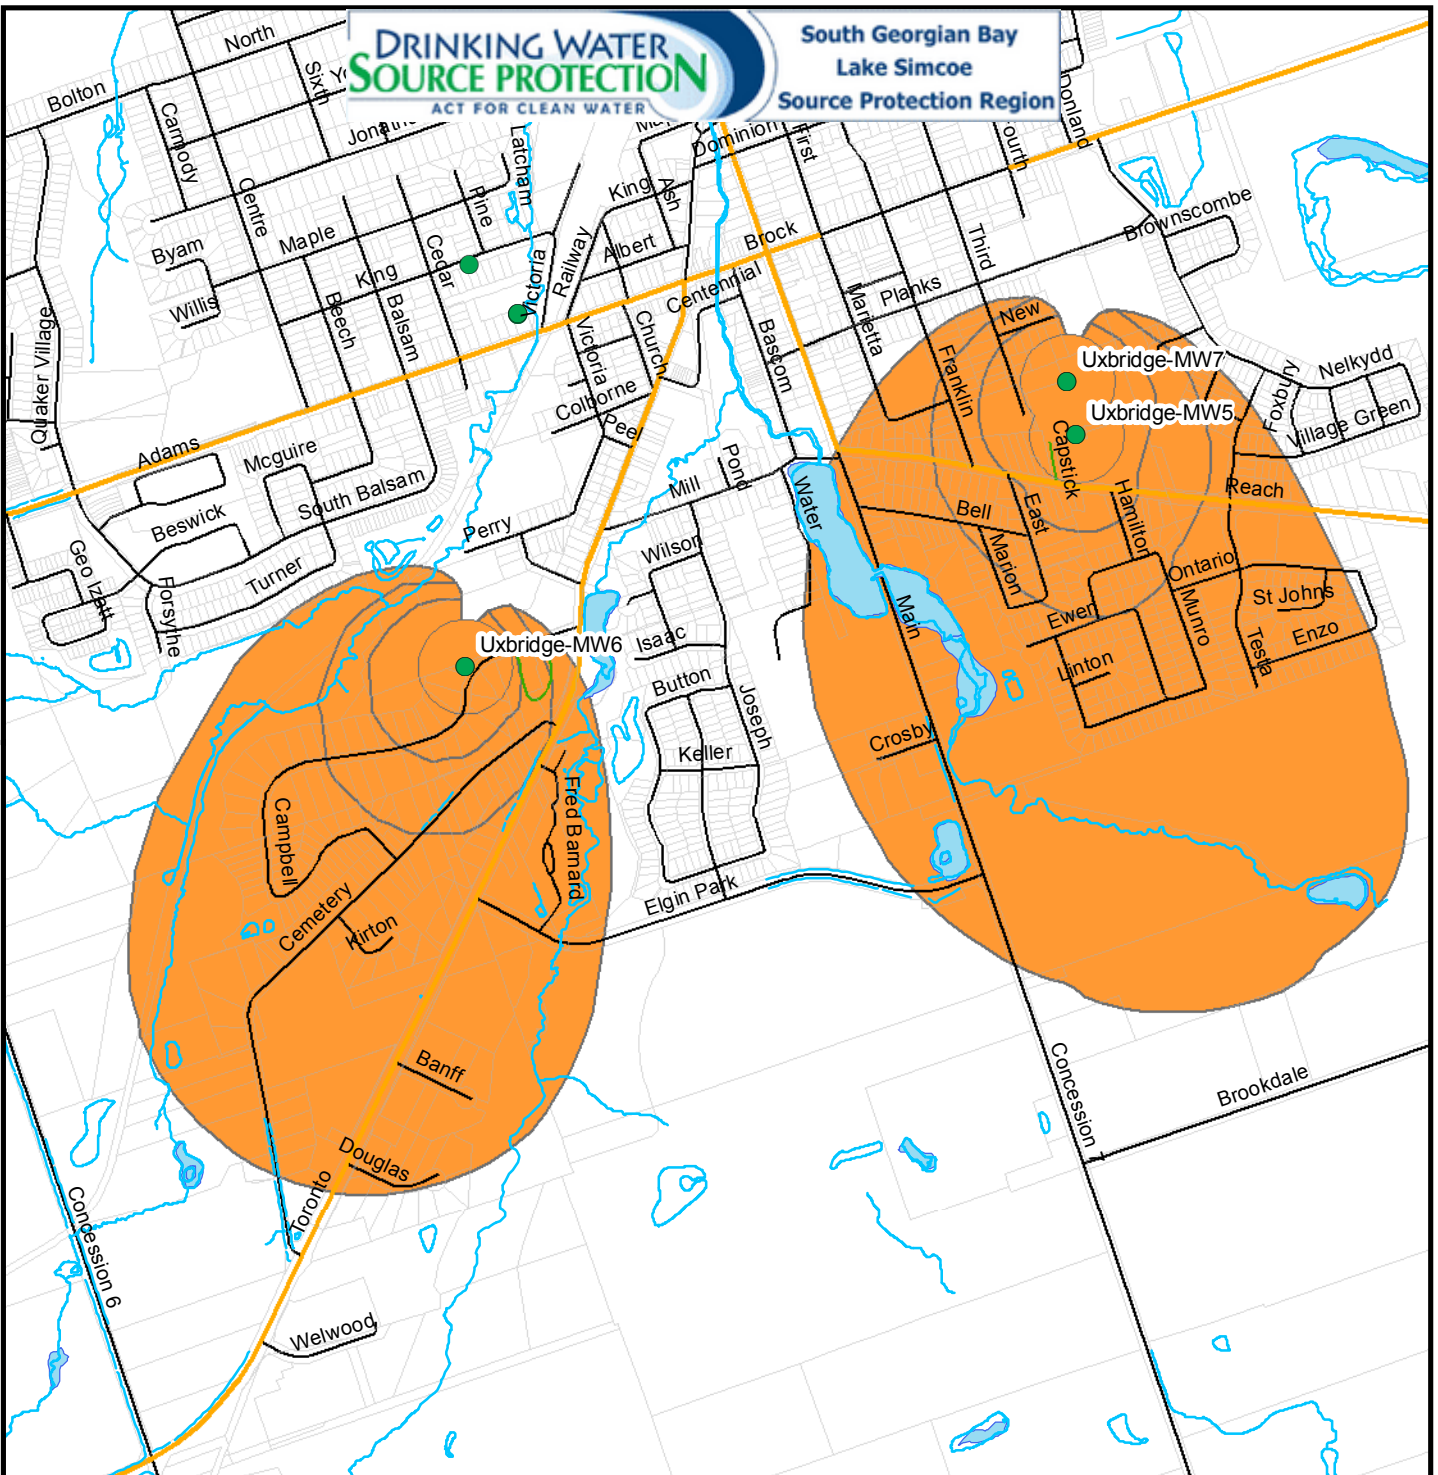 DRINKING WATER
SOURCE PROTECTION
ACT FOR CLEAN WATER
South Georgian Bay
Lake Simcoe
Source Protection Region
North
Bolton
Sixth
Carmody
Centre
Latcham
Dominion
First
Fourth
Donland
Pine
King
Ash
Byam
Maple
Cedar
King
Willis
Beech
Balsam
Victoria
Railway
Albert
Brock
Centennial
Third
Brownscombe
Planks
Marietta
Quaker Village
Victoria
Church
Bascom
New
Franklin
Uxbridge-MW7
Uxbridge-MW5
Capstick
Nelkydd
Foxbury
Village Green
Colborne
Peel
Adams
Mcguire
South Balsam
Beswick
Pond
Mill
Water
Reach
Hamilton
Bell
East
Marion
Perry
Wilson
Geo Izatt
Forsythe
Turner
Ontario
St Johns
Ewen
Munro
Enzo
Testa
Main
Isaac
Uxbridge-MW6
Linton
Button
Joseph
Crosby
Keller
Fred Barnard
Campbell
Elgin Park
Cemetery
Kirton
Banff
Concession 7
Brookdale
Douglas
Toronto
Concession 6
Welwood